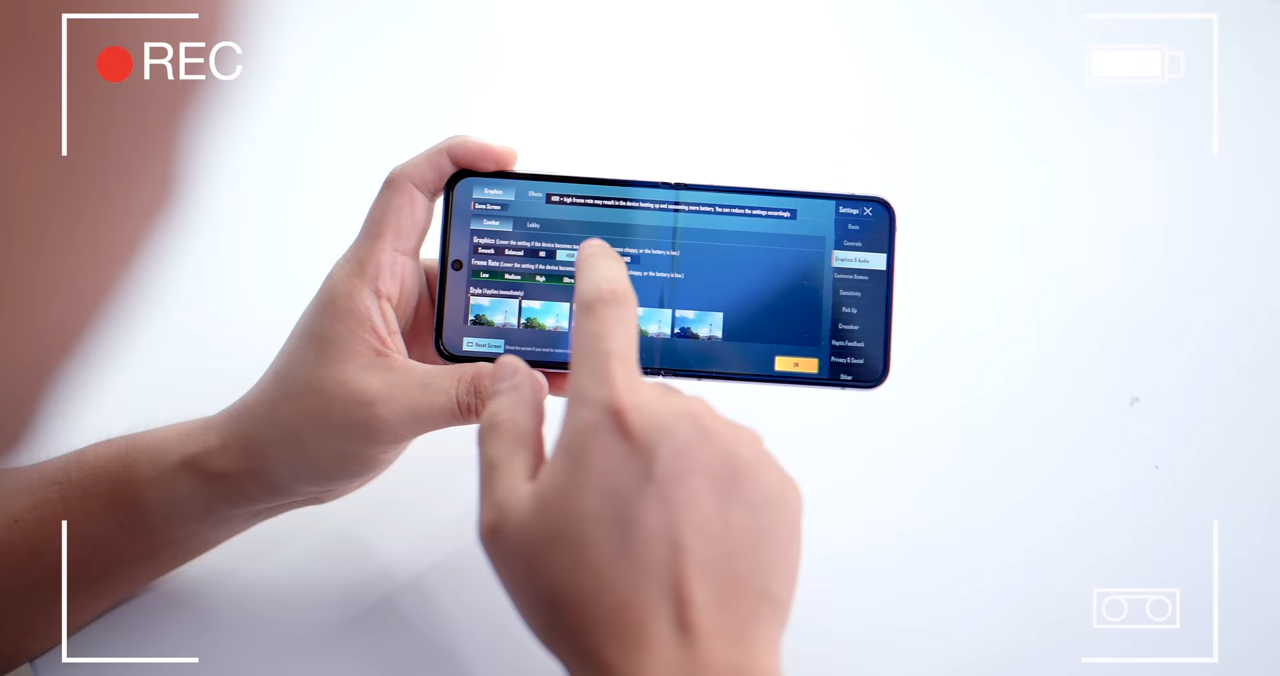 REC
Graphics Effects
HDR + high frame rate may result in the device heating up and consuming more battery. You can reduce the settings accordingly.
Settings
Game Screen
Combat Lobby
Basic
Controls
Graphics & Audio
Graphics (Lower the setting if the device becomes choppy, or the battery is low.)
Smooth Balanced HD HDR HD
Frame Rate (Lower the setting if the device becomes choppy, or the battery is low.)
Low Medium High Ultra
Customize Buttons
Sensitivity
Style (Applies immediately)
Pick Up
Crosshair
Haptic Feedback
Reset Screen
OK
Privacy & Social
Other